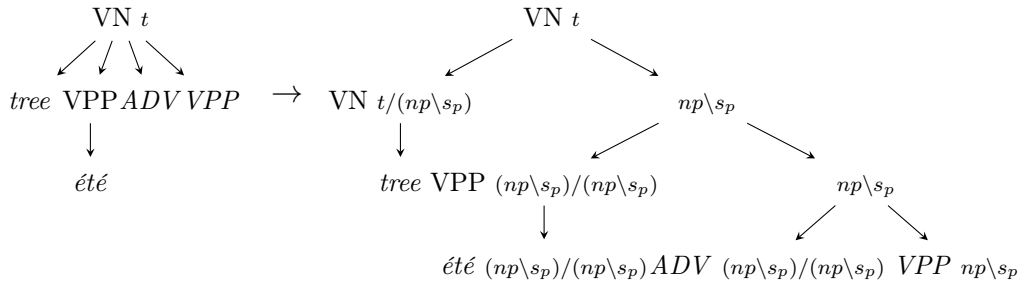 VN t VN t
tree VPP ADV VPP → VN t/(np\s_p) np\s_p
été tree VPP (np\s_p)/(np\s_p) np\s_p
été (np\s_p)/(np\s_p) ADV (np\s_p)/(np\s_p) VPP np\s_p